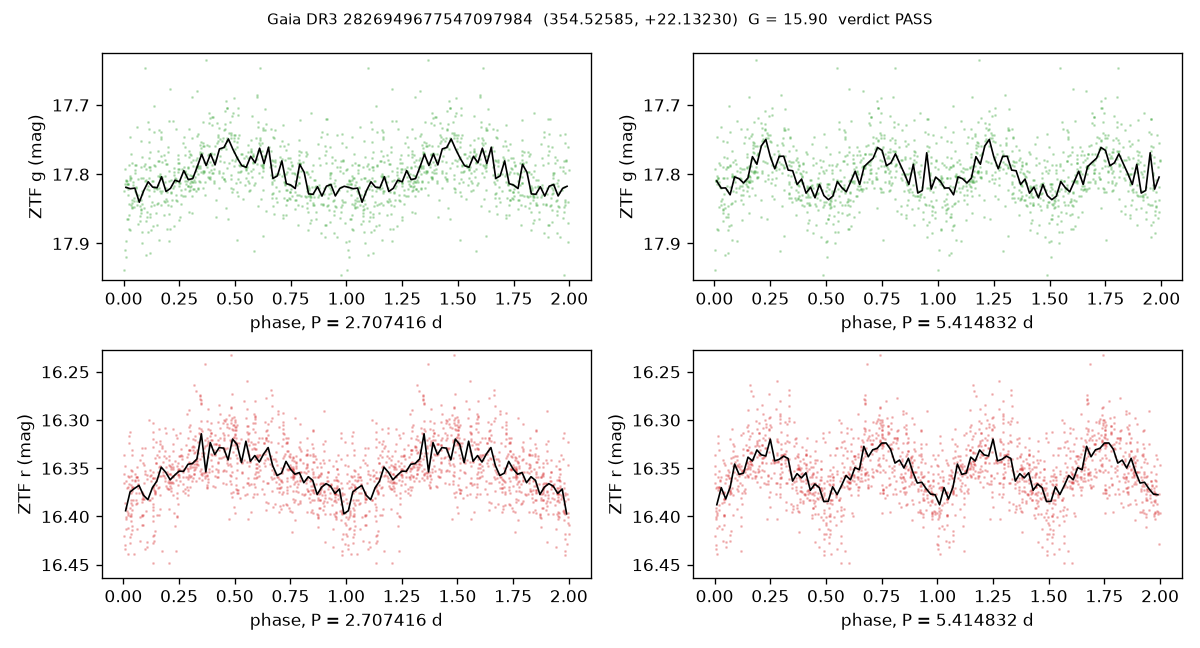 Gaia DR3 2826949677547097984 (354.52585, +22.13230) G = 15.90 verdict PASS
ZTF g (mag)
17.7
17.8
17.9
0.00 0.25 0.50 0.75 1.00 1.25 1.50 1.75 2.00
phase, P = 2.707416 d
ZTF g (mag)
17.7
17.8
17.9
0.00 0.25 0.50 0.75 1.00 1.25 1.50 1.75 2.00
phase, P = 5.414832 d
ZTF r (mag)
16.25
16.30
16.35
16.40
16.45
0.00 0.25 0.50 0.75 1.00 1.25 1.50 1.75 2.00
phase, P = 2.707416 d
ZTF r (mag)
16.25
16.30
16.35
16.40
16.45
0.00 0.25 0.50 0.75 1.00 1.25 1.50 1.75 2.00
phase, P = 5.414832 d